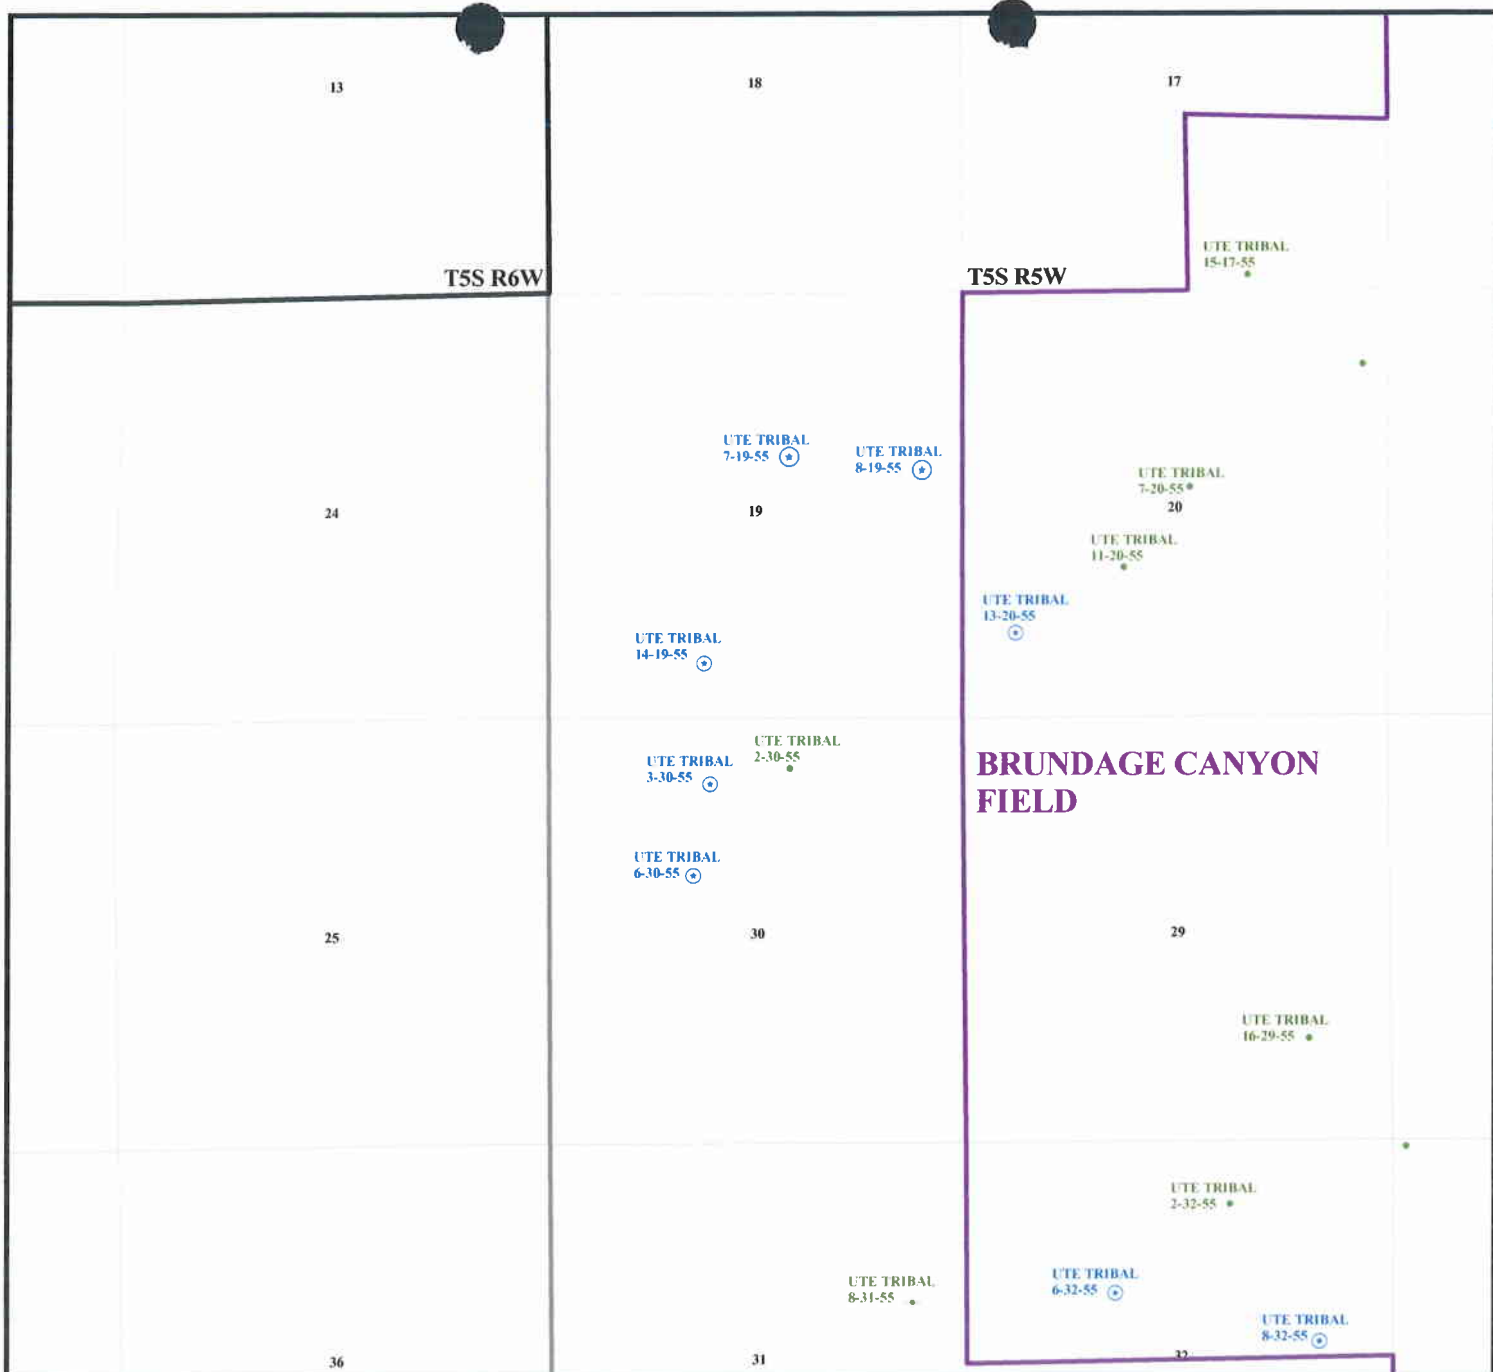 13
18
17
UTE TRIBAL
15-17-55
T5S R6W
T5S R5W
UTE TRIBAL
7-19-55
UTE TRIBAL
8-19-55
UTE TRIBAL
7-20-55
24
19
20
UTE TRIBAL
11-20-55
UTE TRIBAL
13-20-55
UTE TRIBAL
14-19-55
UTE TRIBAL
2-30-55
UTE TRIBAL
3-30-55
BRUNDAGE CANYON
FIELD
UTE TRIBAL
6-30-55
25
30
29
UTE TRIBAL
16-29-55
UTE TRIBAL
2-32-55
UTE TRIBAL
8-31-55
UTE TRIBAL
6-32-55
UTE TRIBAL
8-32-55
36
31
32